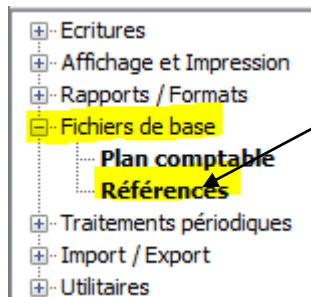 Ecritures
Affichage et Impression
Rapports / Formats
Fichiers de base
Plan comptable
Références
Traitements périodiques
Import / Export
Utilitaires